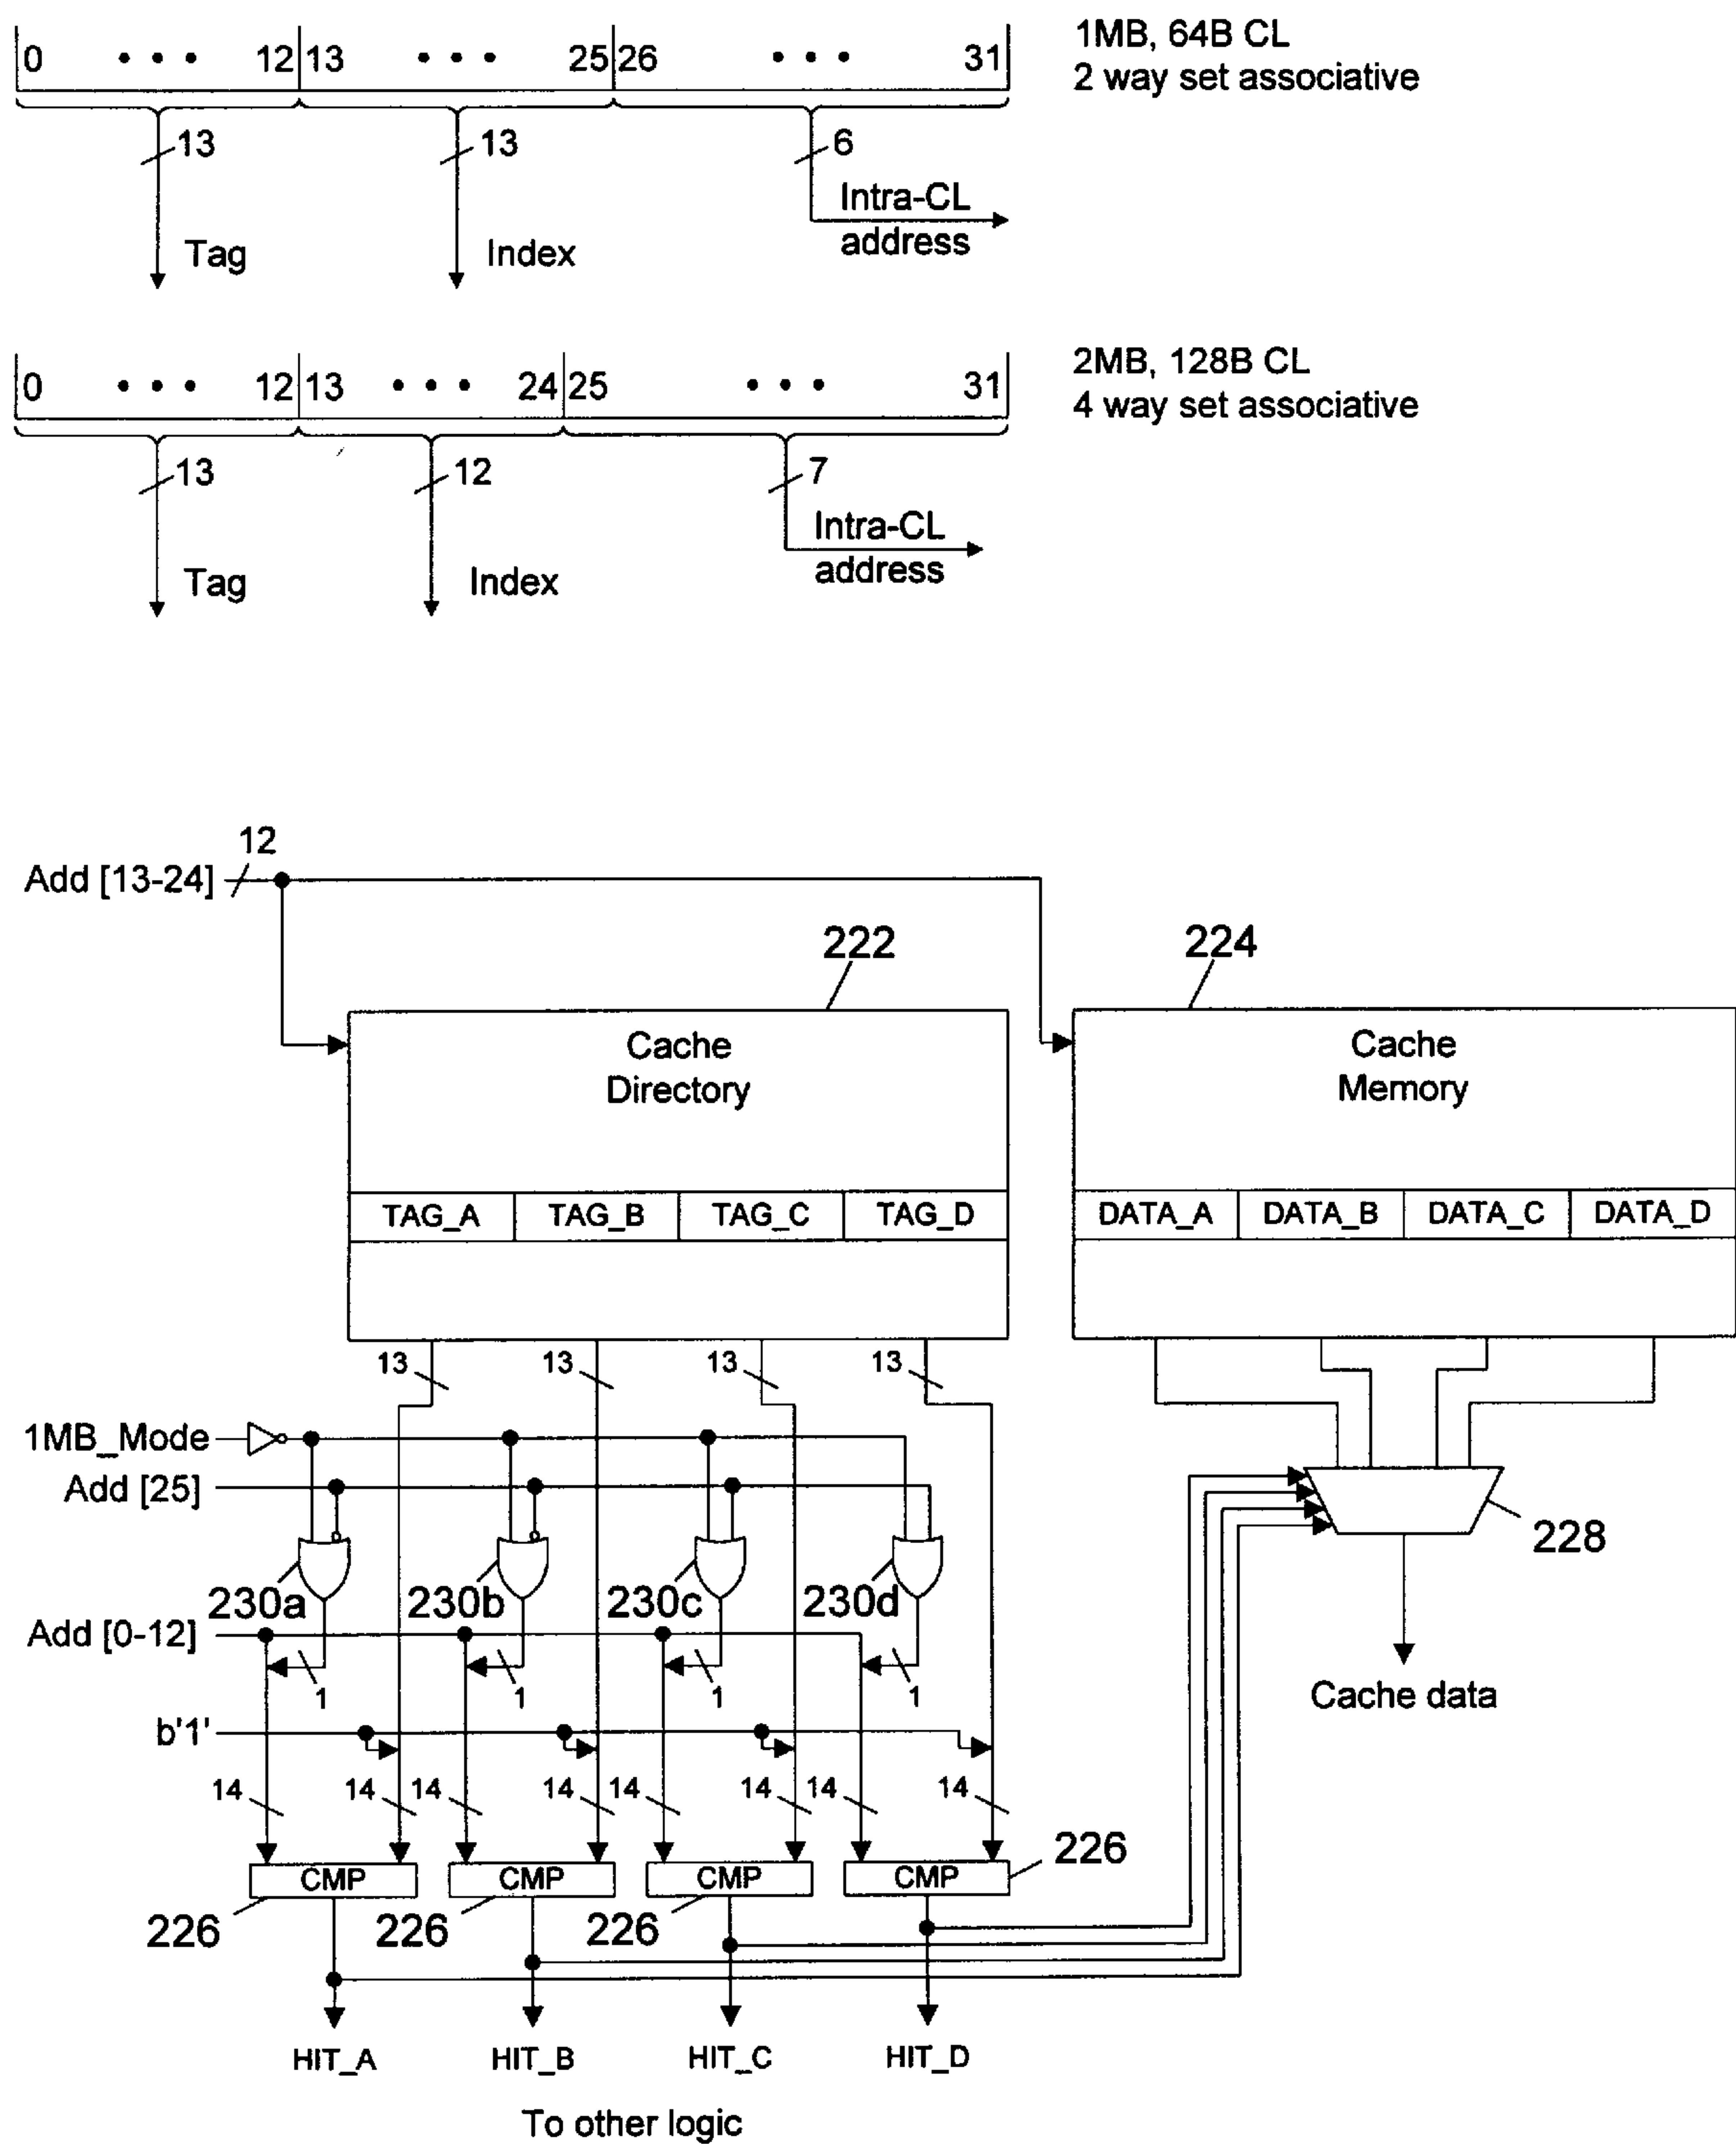 0 • • • 12 13 • • • 25 26 • • • 31
1MB, 64B CL
2 way set associative
13 13 6
Tag Index Intra-CL
address
0 • • • 12 13 • • • 24 25 • • • 31
2MB, 128B CL
4 way set associative
13 12 7
Tag Index Intra-CL
address
12
Add [13-24]
222 224
Cache
Directory
Cache
Memory
TAG_A TAG_B TAG_C TAG_D
DATA_A DATA_B DATA_C DATA_D
13 13 13 13
1MB_Mode
Add [25]
228
230a 230b 230c 230d
Add [0-12]
1 1 1 1
Cache data
b'1'
14 14 14 14 14 14 14 14
CMP CMP CMP CMP
226
226 226 226
HIT_A HIT_B HIT_C HIT_D
To other logic